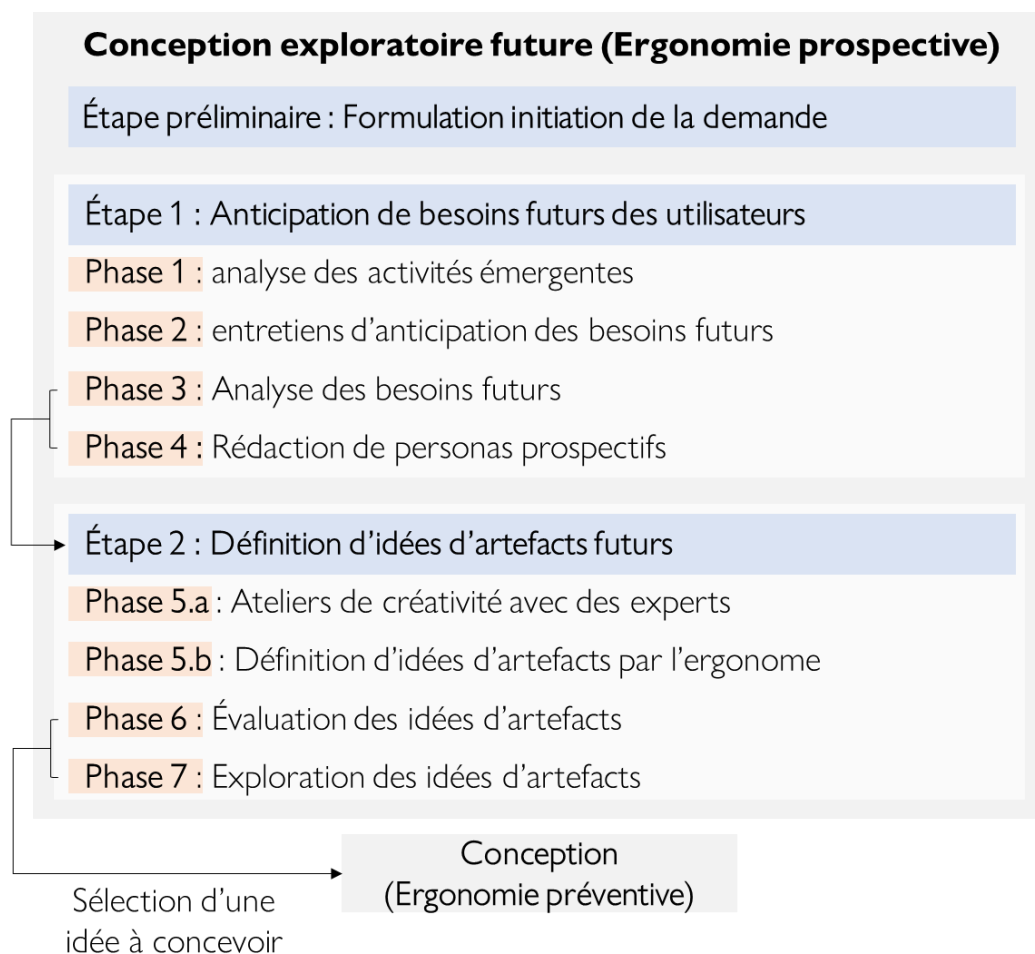 Conception exploratoire future (Ergonomie prospective)
Étape préliminaire : Formulation initiation de la demande
Étape 1 : Anticipation de besoins futurs des utilisateurs
Phase 1 : analyse des activités émergentes
Phase 2 : entretiens d’anticipation des besoins futurs
Phase 3 : Analyse des besoins futurs
Phase 4 : Rédaction de personas prospectifs
Étape 2 : Définition d’idées d’artefacts futurs
Phase 5.a : Ateliers de créativité avec des experts
Phase 5.b : Définition d’idées d’artefacts par l’ergonome
Phase 6 : Évaluation des idées d’artefacts
Phase 7 : Exploration des idées d’artefacts
Conception
(Ergonomie préventive)
Sélection d’une
idée à concevoir